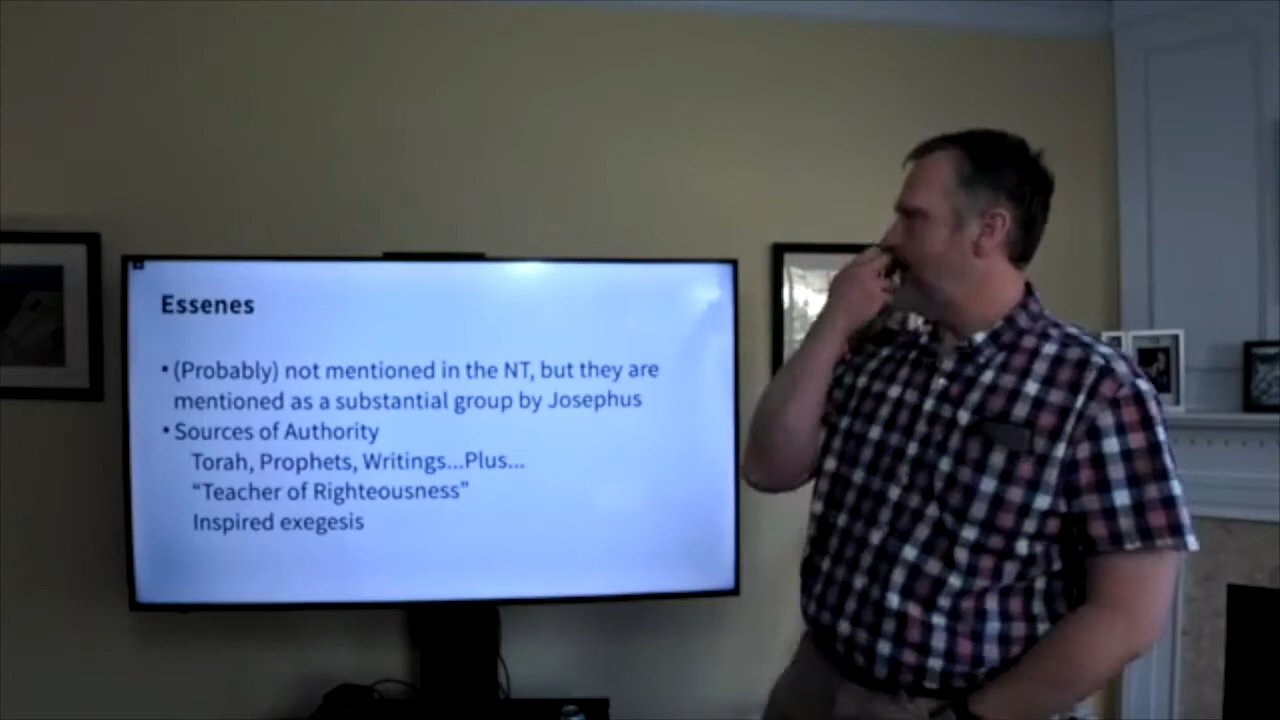 Essenes
• (Probably) not mentioned in the NT, but they are
mentioned as a substantial group by Josephus
• Sources of Authority
Torah, Prophets, Writings...Plus...
“Teacher of Righteousness”
Inspired exegesis